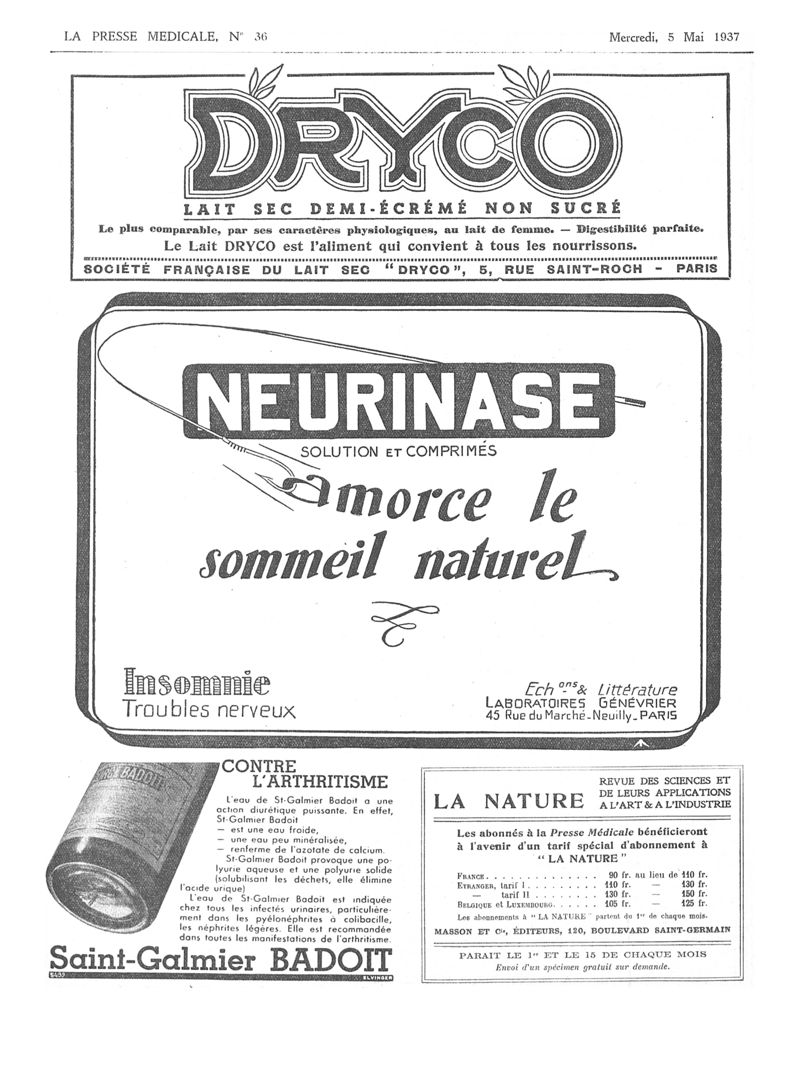 LA PRESSE MEDICALE, N° 36
Mercredi, 5 Mai 1937
DRYCO
LAIT SEC DEMI-ÉCRÉMÉ NON SUCRÉ
Le plus comparable, par ses caractères physiologiques, au lait de femme. — Digestibilité parfaite.
Le Lait DRYCO est l'aliment qui convient à tous les nourrissons.
SOCIÉTÉ FRANÇAISE DU LAIT SEC "DRYCO", 5, RUE SAINT-ROCH - PARIS
NEURINASE
SOLUTION ET COMPRIMÉS
amorce le
sommeil naturel
Insomnie
Troubles nerveux
Ech.ons & Littérature
LABORATOIRES GÉNÉVRIER
45 Rue du Marché-Neuilly-PARIS
BADOIT
CONTRE
L'ARTHRITISME
L'eau de St-Galmier Badoit a une
action diurétique puissante. En effet,
St-Galmier Badoit
— est une eau froide,
— une eau peu minéralisée,
— renferme de l'azotate de calcium.
St-Galmier Badoit provoque une po-
lyurie aqueuse et une polyurie solide
(solubilisant les déchets, elle élimine
l'acide urique)
L'eau de St-Galmier Badoit est indiquée
chez tous les infectés urinaires, particulière-
ment dans les pyélonéphrites à colibacille,
les néphrites légères. Elle est recommandée
dans toutes les manifestations de l'arthritisme.
Saint-Galmier BADOIT
ELVINGER
LA NATURE
REVUE DES SCIENCES ET
DE LEURS APPLICATIONS
A L'ART & A L'INDUSTRIE
Les abonnés à la Presse Médicale bénéficieront
à l'avenir d'un tarif spécial d'abonnement à
" LA NATURE "
FRANCE. . . . . . . . . . . . . . 90 fr. au lieu de 110 fr.
ETRANGER, tarif I . . . . . . . . . 110 fr. — 130 fr.
— tarif II . . . . . . . . . 130 fr. — 150 fr.
BELGIQUE et LUXEMBOURG. . . . . . 105 fr. — 125 fr.
Les abonnements à " LA NATURE " partent du 1er de chaque mois.
MASSON ET Cie, ÉDITEURS, 120, BOULEVARD SAINT-GERMAIN
PARAIT LE 1er ET LE 15 DE CHAQUE MOIS
Envoi d'un spécimen gratuit sur demande.